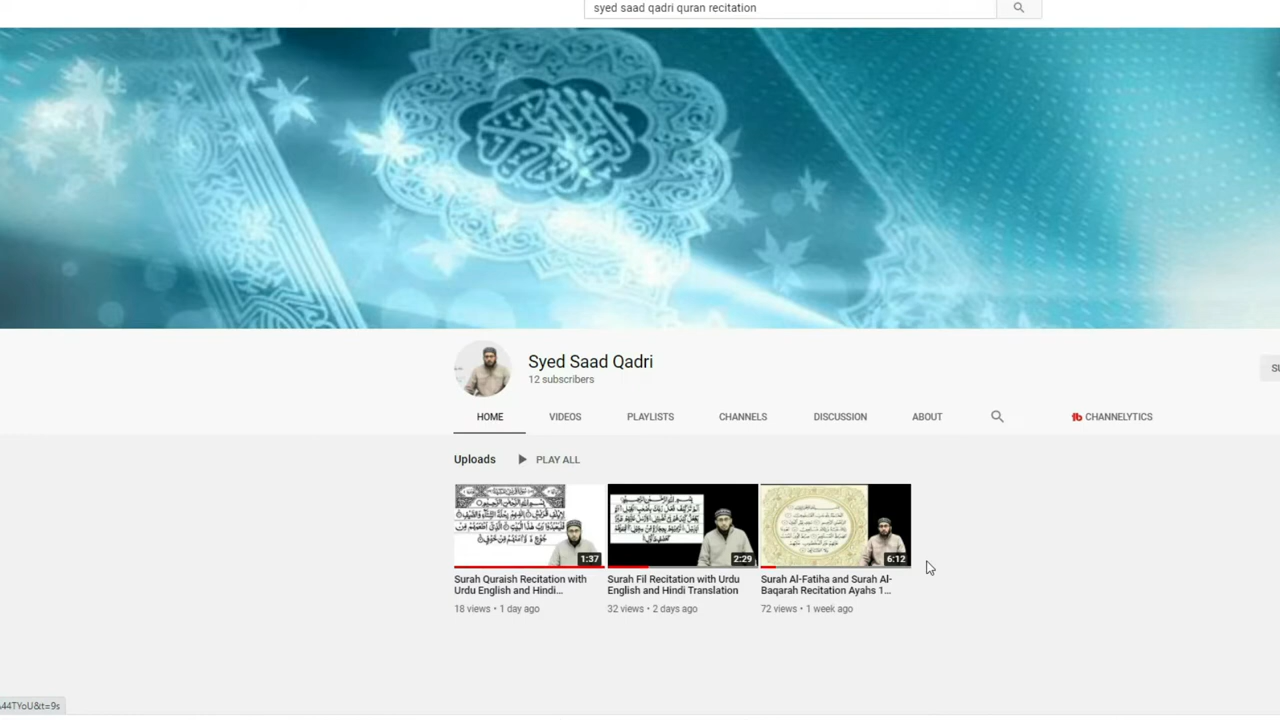 syed saad qadri quran recitation
Syed Saad Qadri
12 subscribers
HOME
VIDEOS
PLAYLISTS
CHANNELS
DISCUSSION
ABOUT
CHANNELYTICS
Uploads
PLAY ALL
1:37
2:29
6:12
Surah Quraish Recitation with
Urdu English and Hindi...
18 views • 1 day ago
Surah Fil Recitation with Urdu
English and Hindi Translation
32 views • 2 days ago
Surah Al-Fatiha and Surah Al-
Baqarah Recitation Ayahs 1...
72 views • 1 week ago
44TYoU&t=9s